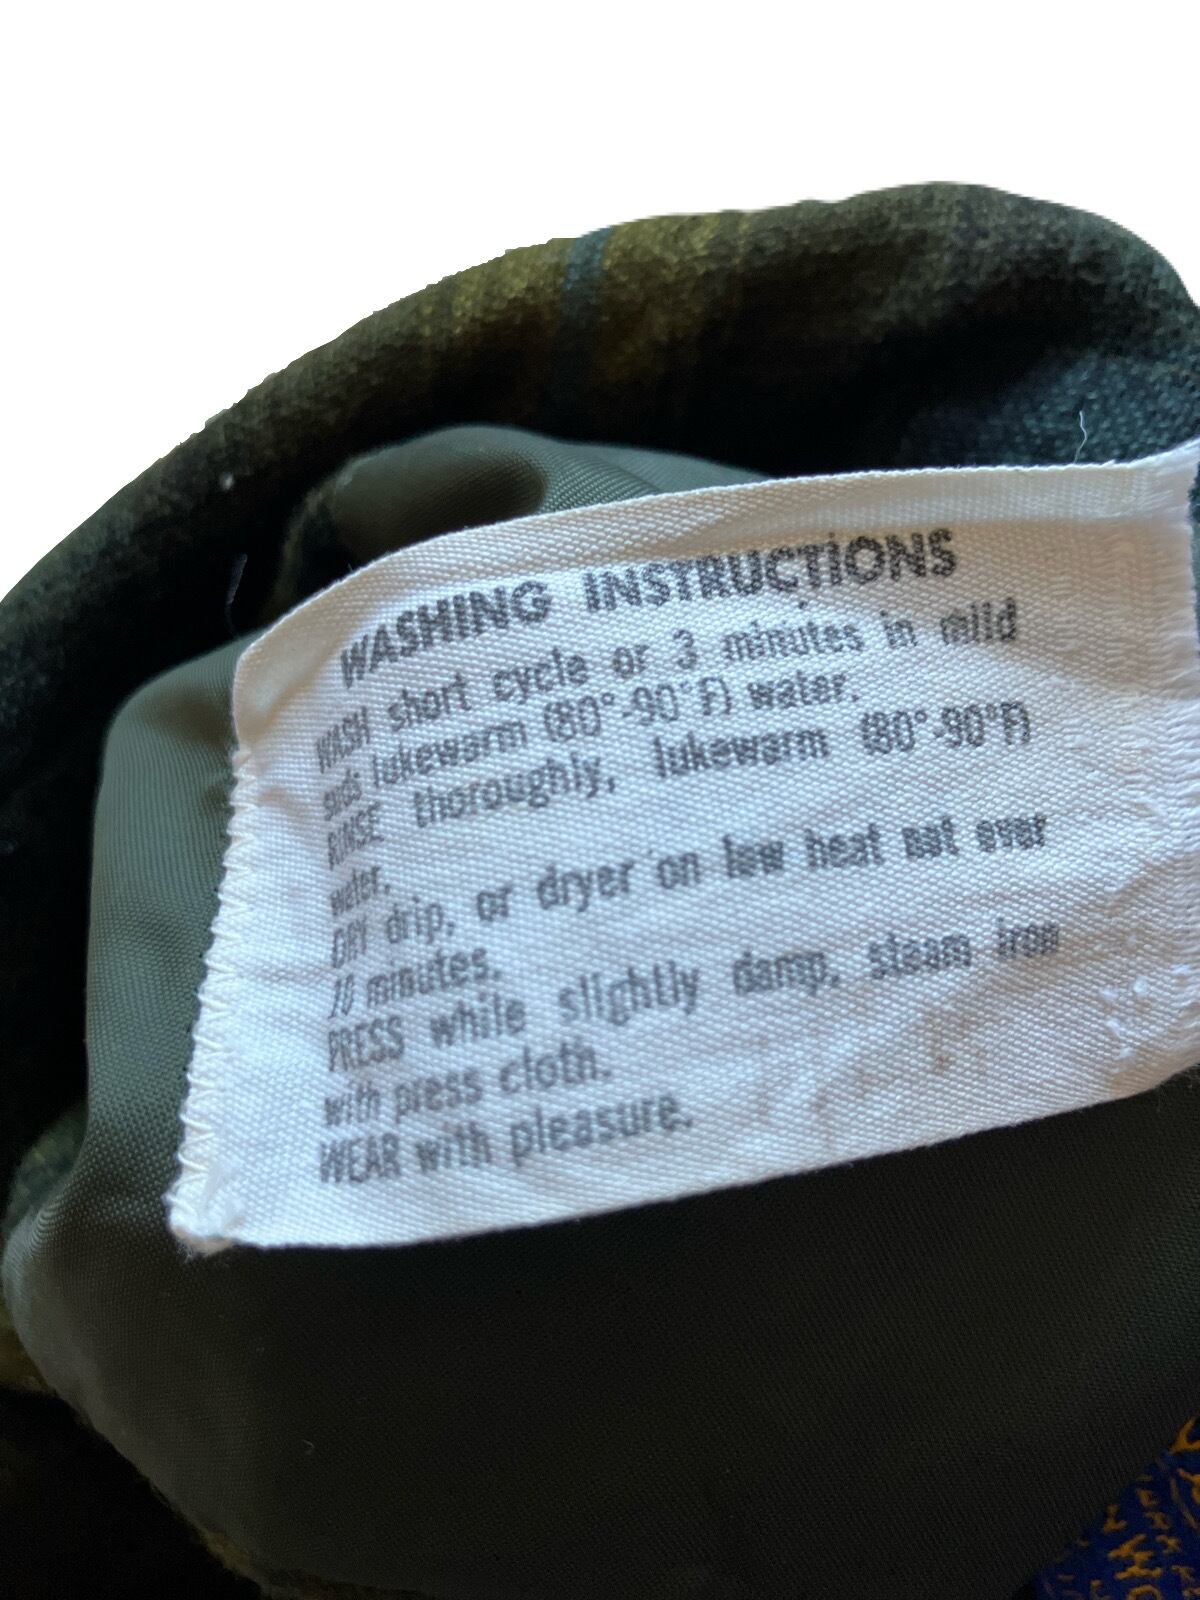 WASHING INSTRUCTIONS
WASH short cycle or 3 minutes in mild
suds lukewarm (80°-90°F) water.
RINSE thoroughly, lukewarm (80°-90°F)
water.
DRY drip, or dryer on low heat not over
10 minutes.
PRESS while slightly damp, steam iron
with press cloth.
WEAR with pleasure.